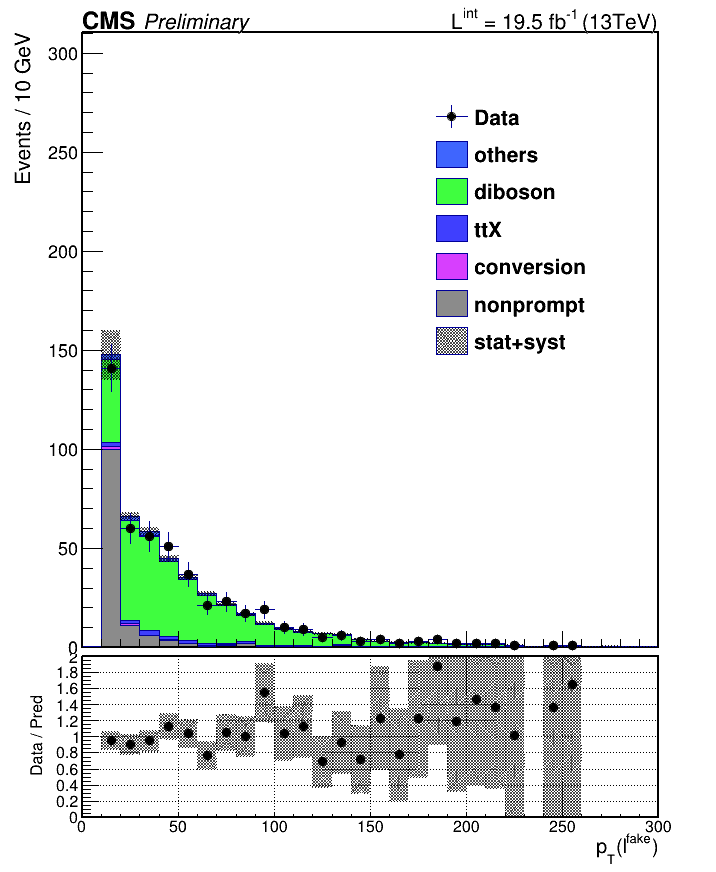 CMS Preliminary L^int = 19.5 fb^-1 (13TeV)
Events / 10 GeV
300
250
200
150
100
50
0
Data
others
diboson
ttX
conversion
nonprompt
stat+syst
Data / Pred
2
1.8
1.6
1.4
1.2
1
0.8
0.6
0.4
0.2
0
0 50 100 150 200 250 300
p_T(l^fake)